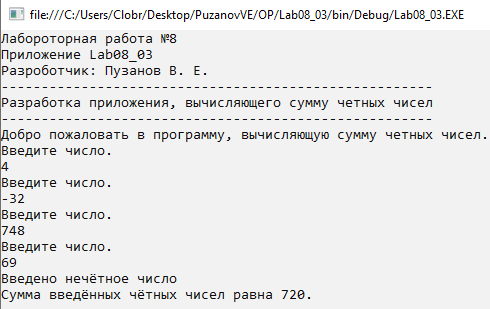 file:///C:/Users/Clobr/Desktop/PuzanovVE/OP/Lab08_03/bin/Debug/Lab08_03.EXE
Лабороторная работа №8
Приложение Lab08_03
Разроботчик: Пузанов В. Е.
------------------------------------------------------
Разработка приложения, вычисляющего сумму четных чисел
------------------------------------------------------
Добро пожаловать в программу, вычисляющую сумму четных чисел.
Введите число.
4
Введите число.
-32
Введите число.
748
Введите число.
69
Введено нечётное число
Сумма введённых чётных чисел равна 720.